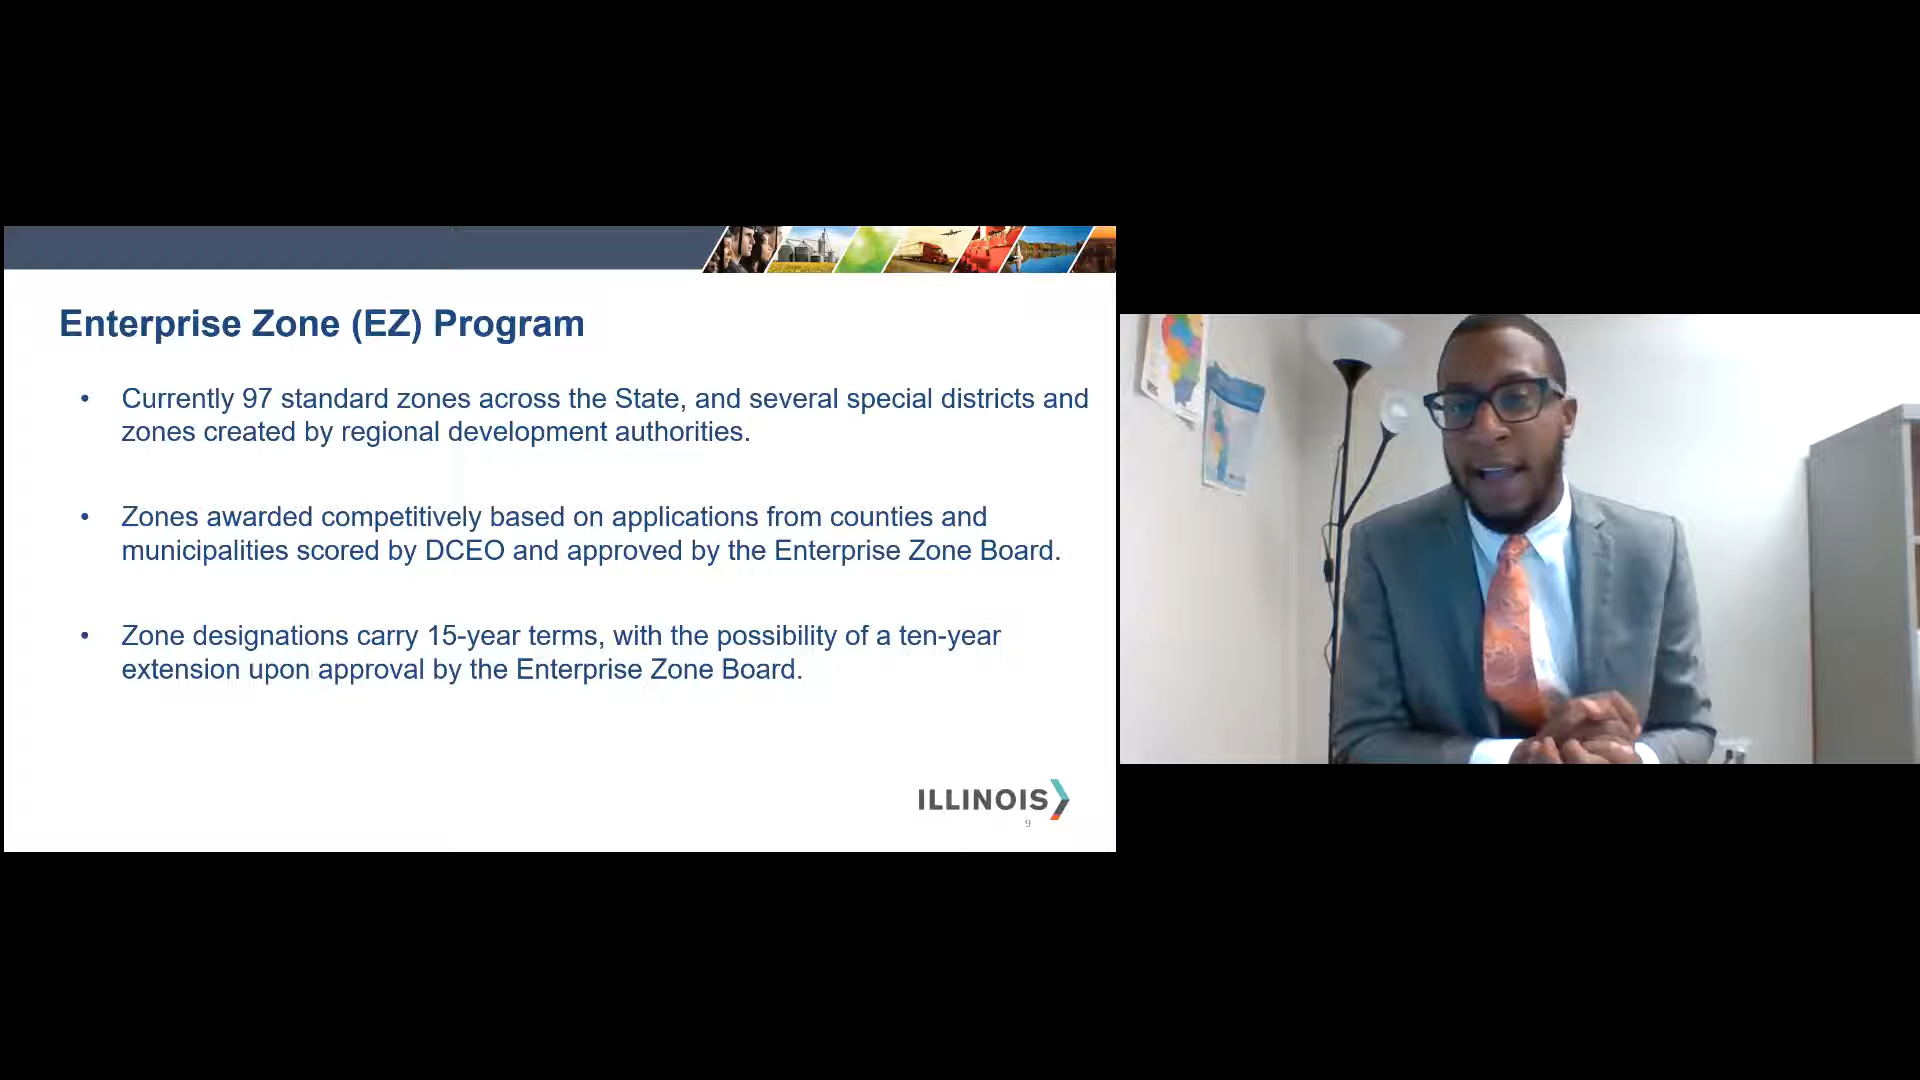 Enterprise Zone (EZ) Program
• Currently 97 standard zones across the State, and several special districts and
zones created by regional development authorities.
• Zones awarded competitively based on applications from counties and
municipalities scored by DCEO and approved by the Enterprise Zone Board.
• Zone designations carry 15-year terms, with the possibility of a ten-year
extension upon approval by the Enterprise Zone Board.
ILLINOIS
9